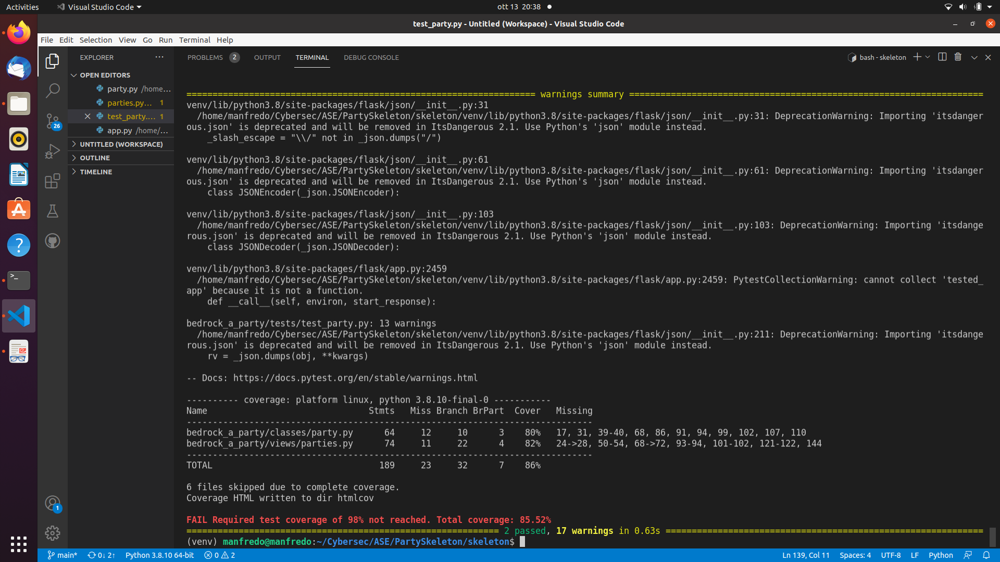 Activities
Visual Studio Code
ott 13 20:38
test_party.py - Untitled (Workspace) - Visual Studio Code
File Edit Selection View Go Run Terminal Help
EXPLORER
OPEN EDITORS
party.py /home...
parties.py... 1
test_party.... 1
app.py /home/...
UNTITLED (WORKSPACE)
OUTLINE
TIMELINE
26
1
PROBLEMS 2 OUTPUT TERMINAL DEBUG CONSOLE
bash - skeleton
=================================================================== warnings summary ====================================================================
venv/lib/python3.8/site-packages/flask/json/__init__.py:31
  /home/manfredo/Cybersec/ASE/PartySkeleton/skeleton/venv/lib/python3.8/site-packages/flask/json/__init__.py:31: DeprecationWarning: Importing 'itsdanger
ous.json' is deprecated and will be removed in ItsDangerous 2.1. Use Python's 'json' module instead.
    _slash_escape = "\\/" not in _json.dumps("/")
venv/lib/python3.8/site-packages/flask/json/__init__.py:61
  /home/manfredo/Cybersec/ASE/PartySkeleton/skeleton/venv/lib/python3.8/site-packages/flask/json/__init__.py:61: DeprecationWarning: Importing 'itsdanger
ous.json' is deprecated and will be removed in ItsDangerous 2.1. Use Python's 'json' module instead.
    class JSONEncoder(_json.JSONEncoder):
venv/lib/python3.8/site-packages/flask/json/__init__.py:103
  /home/manfredo/Cybersec/ASE/PartySkeleton/skeleton/venv/lib/python3.8/site-packages/flask/json/__init__.py:103: DeprecationWarning: Importing 'itsdange
rous.json' is deprecated and will be removed in ItsDangerous 2.1. Use Python's 'json' module instead.
    class JSONDecoder(_json.JSONDecoder):
venv/lib/python3.8/site-packages/flask/app.py:2459
  /home/manfredo/Cybersec/ASE/PartySkeleton/skeleton/venv/lib/python3.8/site-packages/flask/app.py:2459: PytestCollectionWarning: cannot collect 'tested_
app' because it is not a function.
    def __call__(self, environ, start_response):
bedrock_a_party/tests/test_party.py: 13 warnings
  /home/manfredo/Cybersec/ASE/PartySkeleton/skeleton/venv/lib/python3.8/site-packages/flask/json/__init__.py:211: DeprecationWarning: Importing 'itsdange
rous.json' is deprecated and will be removed in ItsDangerous 2.1. Use Python's 'json' module instead.
    rv = _json.dumps(obj, **kwargs)
-- Docs: https://docs.pytest.org/en/stable/warnings.html
---------- coverage: platform linux, python 3.8.10-final-0 -----------
Name                               Stmts   Miss Branch BrPart  Cover   Missing
------------------------------------------------------------------------------
bedrock_a_party/classes/party.py      64     12     10      3    80%   17, 31, 39-40, 68, 86, 91, 94, 99, 102, 107, 110
bedrock_a_party/views/parties.py      74     11     22      4    82%   24->28, 50-54, 68->72, 93-94, 101-102, 121-122, 144
------------------------------------------------------------------------------
TOTAL                                189     23     32      7    86%
6 files skipped due to complete coverage.
Coverage HTML written to dir htmlcov
FAIL Required test coverage of 98% not reached. Total coverage: 85.52%
============================================================ 2 passed, 17 warnings in 0.63s =============================================================
(venv) manfredo@manfredo:~/Cybersec/ASE/PartySkeleton/skeleton$
main* 0↓ 2↑ Python 3.8.10 64-bit 0 2
Ln 139, Col 11 Spaces: 4 UTF-8 LF Python